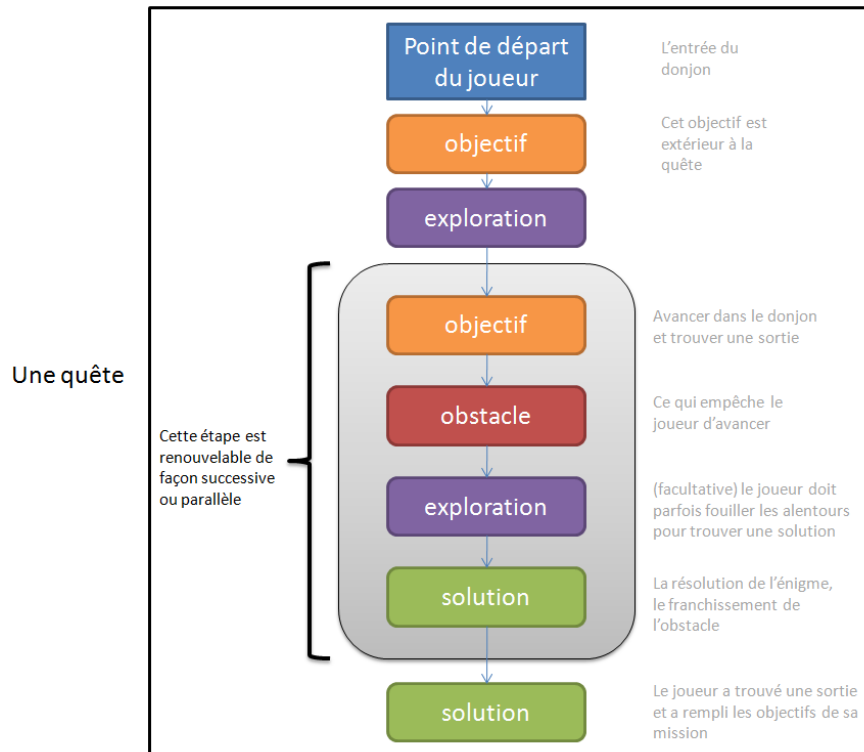 Point de départ
du joueur
L'entrée du
donjon
objectif
Cet objectif est
extérieur à la
quête
exploration
objectif
Avancer dans le donjon
et trouver une sortie
Une quête
obstacle
Ce qui empêche le
joueur d'avancer
Cette étape est
renouvelable de
façon successive
ou parallèle
exploration
(facultative) le joueur doit
parfois fouiller les alentours
pour trouver une solution
solution
La résolution de l'énigme,
le franchissement de
l'obstacle
solution
Le joueur a trouvé une sortie
et a rempli les objectifs de sa
mission